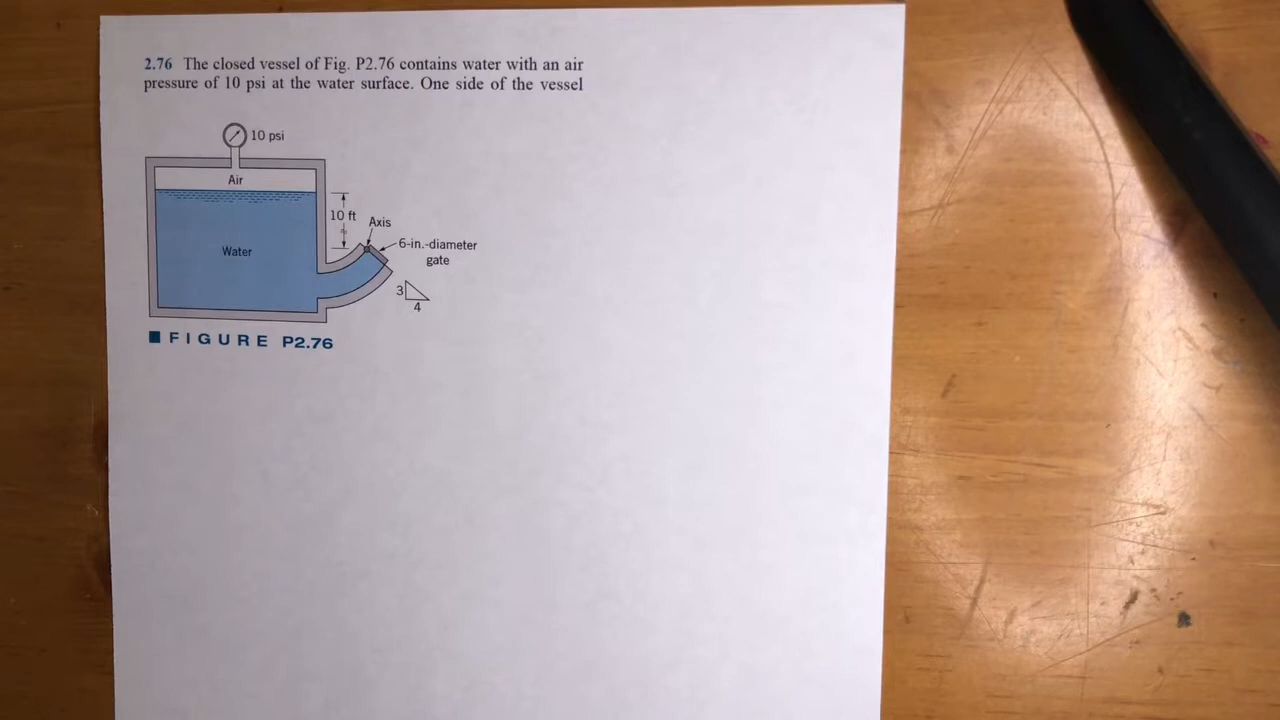 2.76 The closed vessel of Fig. P2.76 contains water with an air
pressure of 10 psi at the water surface. One side of the vessel
10 psi
Air
10 ft
Axis
Water
6-in.-diameter
gate
3
4
FIGURE P2.76